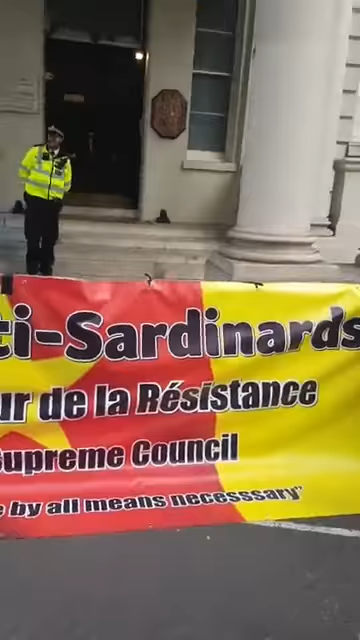 ti-Sardinards
ur de la Résistance
Supreme Council
e by all means necesssary"